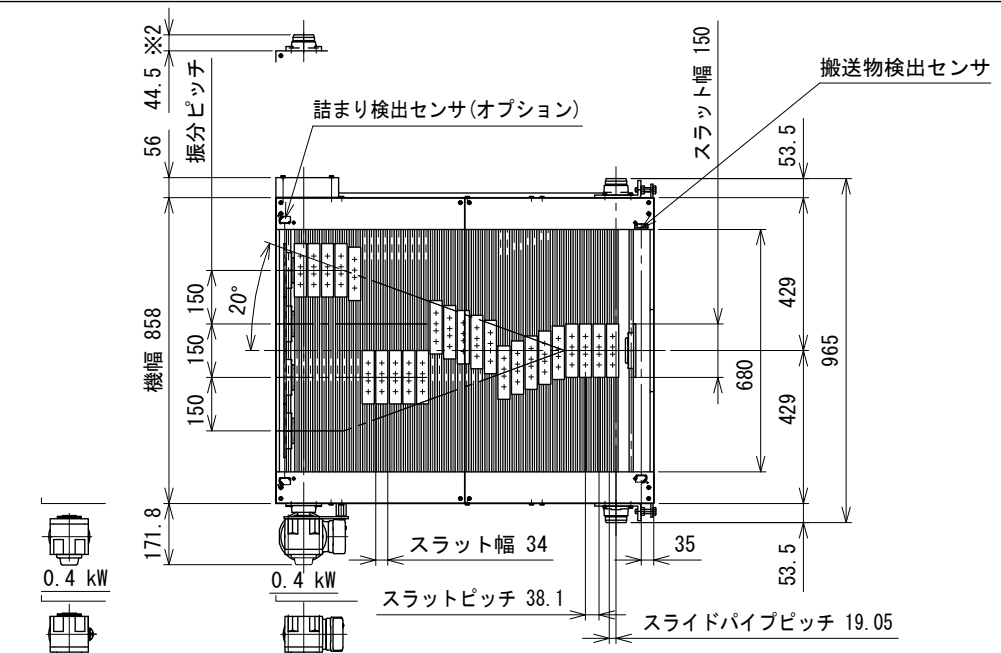 44.5 ※2
56
振分ピッチ
詰まり検出センサ(オプション)
スラット幅 150
搬送物検出センサ
53.5
20°
150
150
150
機幅 858
429
429
680
965
171.8
0.4 kW
0.4 kW
スラット幅 34
35
53.5
スラットピッチ 38.1
スライドパイプピッチ 19.05